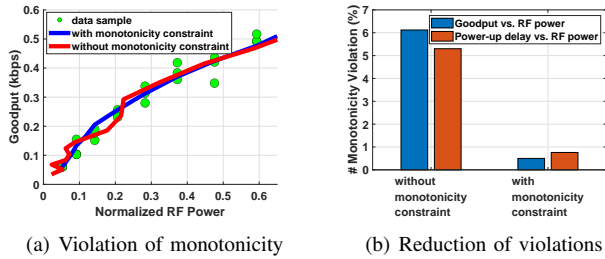 data sample
with monotonicity constraint
without monotonicity constraint
Goodput (kbps)
0.6
0.5
0.4
0.3
0.2
0.1
0
0 0.1 0.2 0.3 0.4 0.5 0.6
Normalized RF Power
(a) Violation of monotonicity
# Monotonicity Violation (%)
7
6
5
4
3
2
1
0
Goodput vs. RF power
Power-up delay vs. RF power
without
monotonicity
constraint
with
monotonicity
constraint
(b) Reduction of violations